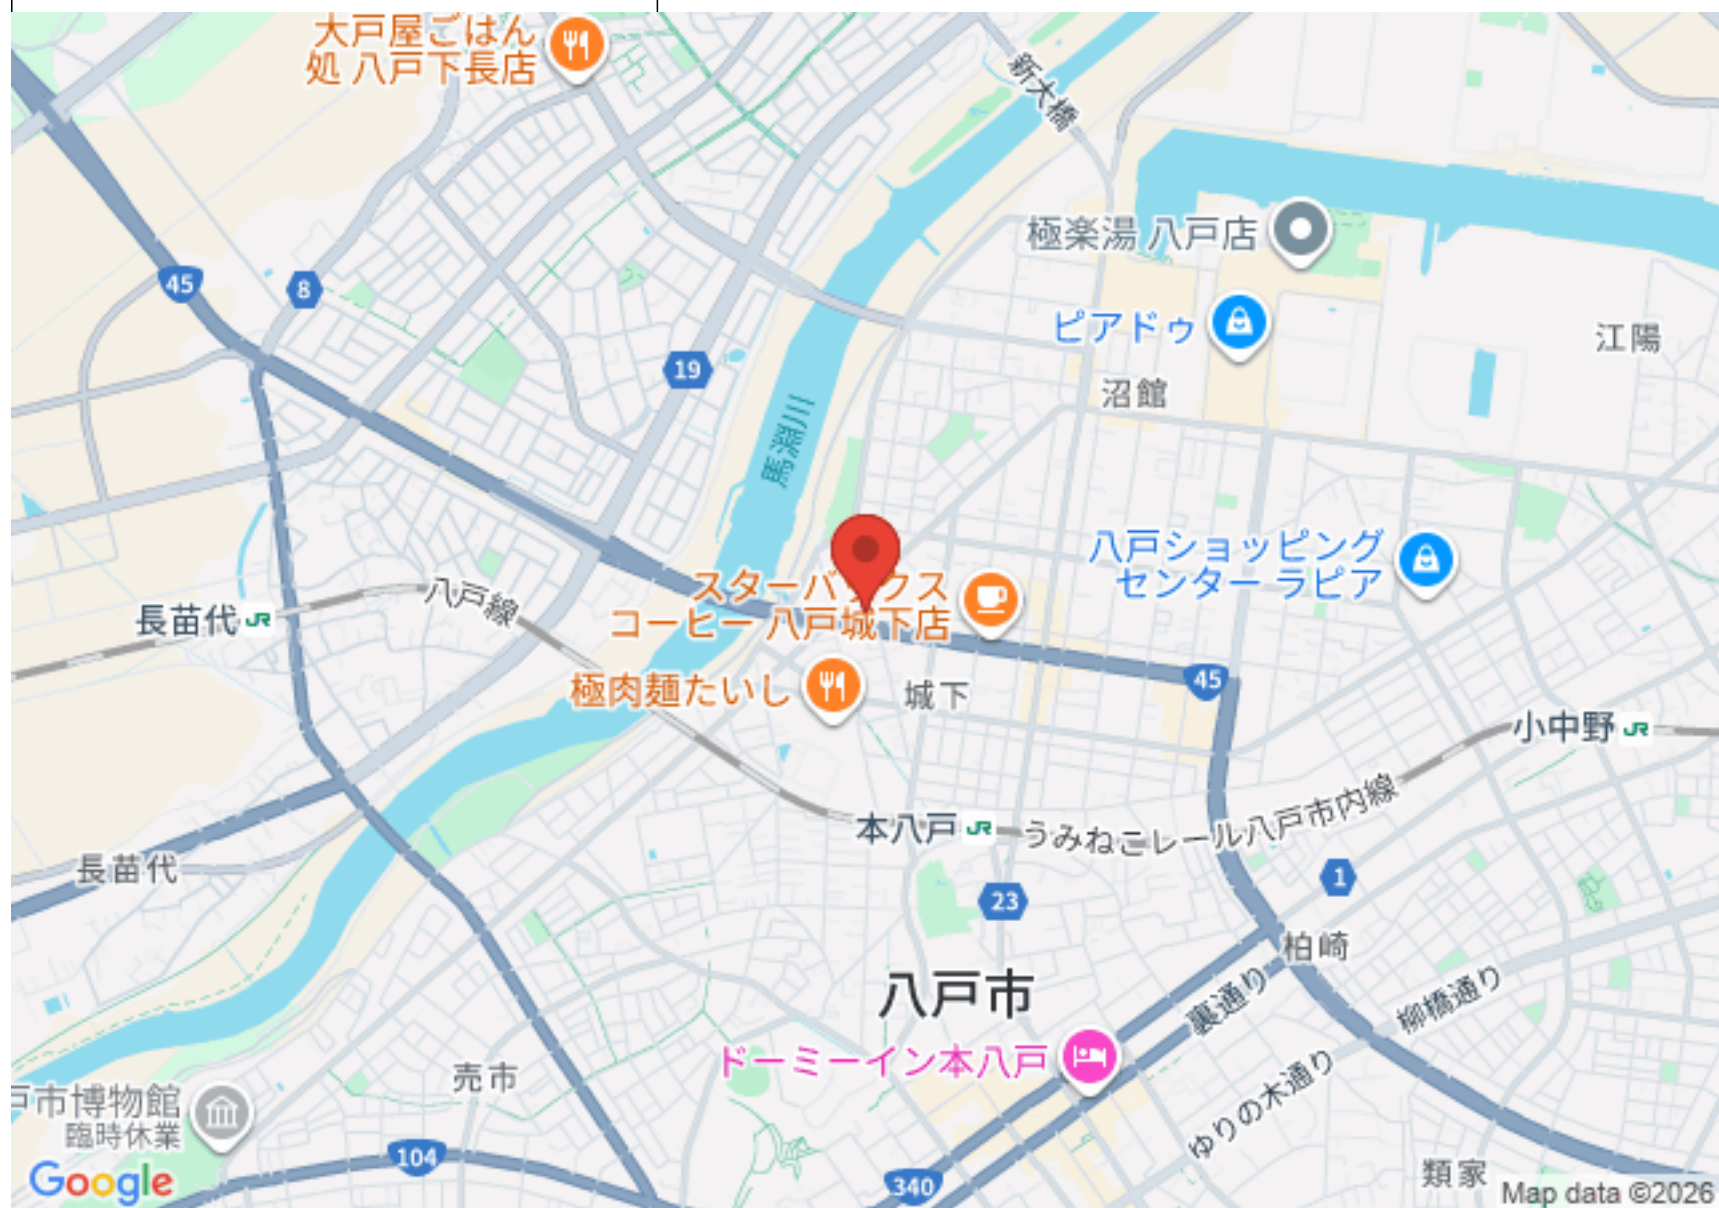 大戸屋ごはん
処 八戸下長店
新大橋
極楽湯 八戸店
45
8
ピアドゥ
江陽
19
沼館
馬淵川
八戸ショッピング
センター ラピア
スターバックス
コーヒー 八戸城下店
八戸線
長苗代 JR
極肉麺たいし
城下
45
小中野 JR
本八戸 JR
うみねこレール八戸市内線
長苗代
1
23
柏崎
八戸市
裏通り
柳橋通り
ドーミーイン本八戸
売市
ゆりの木通り
戸市博物館
臨時休業
104
340
類家
Google
Map data ©2026